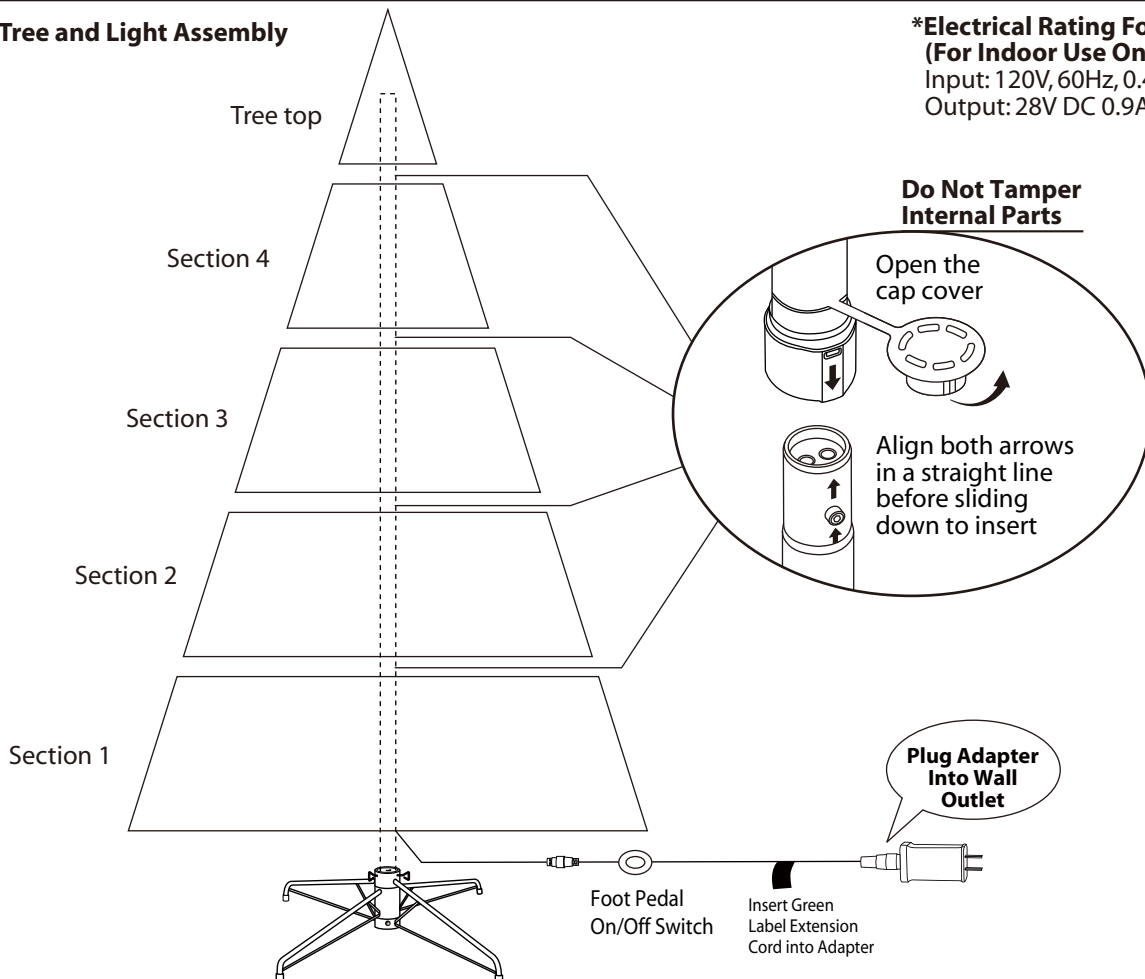 Tree and Light Assembly
*Electrical Rating Fo
(For Indoor Use On
Input: 120V, 60Hz, 0.4
Output: 28V DC 0.9A
Tree top
Do Not Tamper
Internal Parts
Section 4
Open the
cap cover
Section 3
Align both arrows
in a straight line
before sliding
down to insert
Section 2
Section 1
Plug Adapter
Into Wall
Outlet
Foot Pedal
On/Off Switch
Insert Green
Label Extension
Cord into Adapter